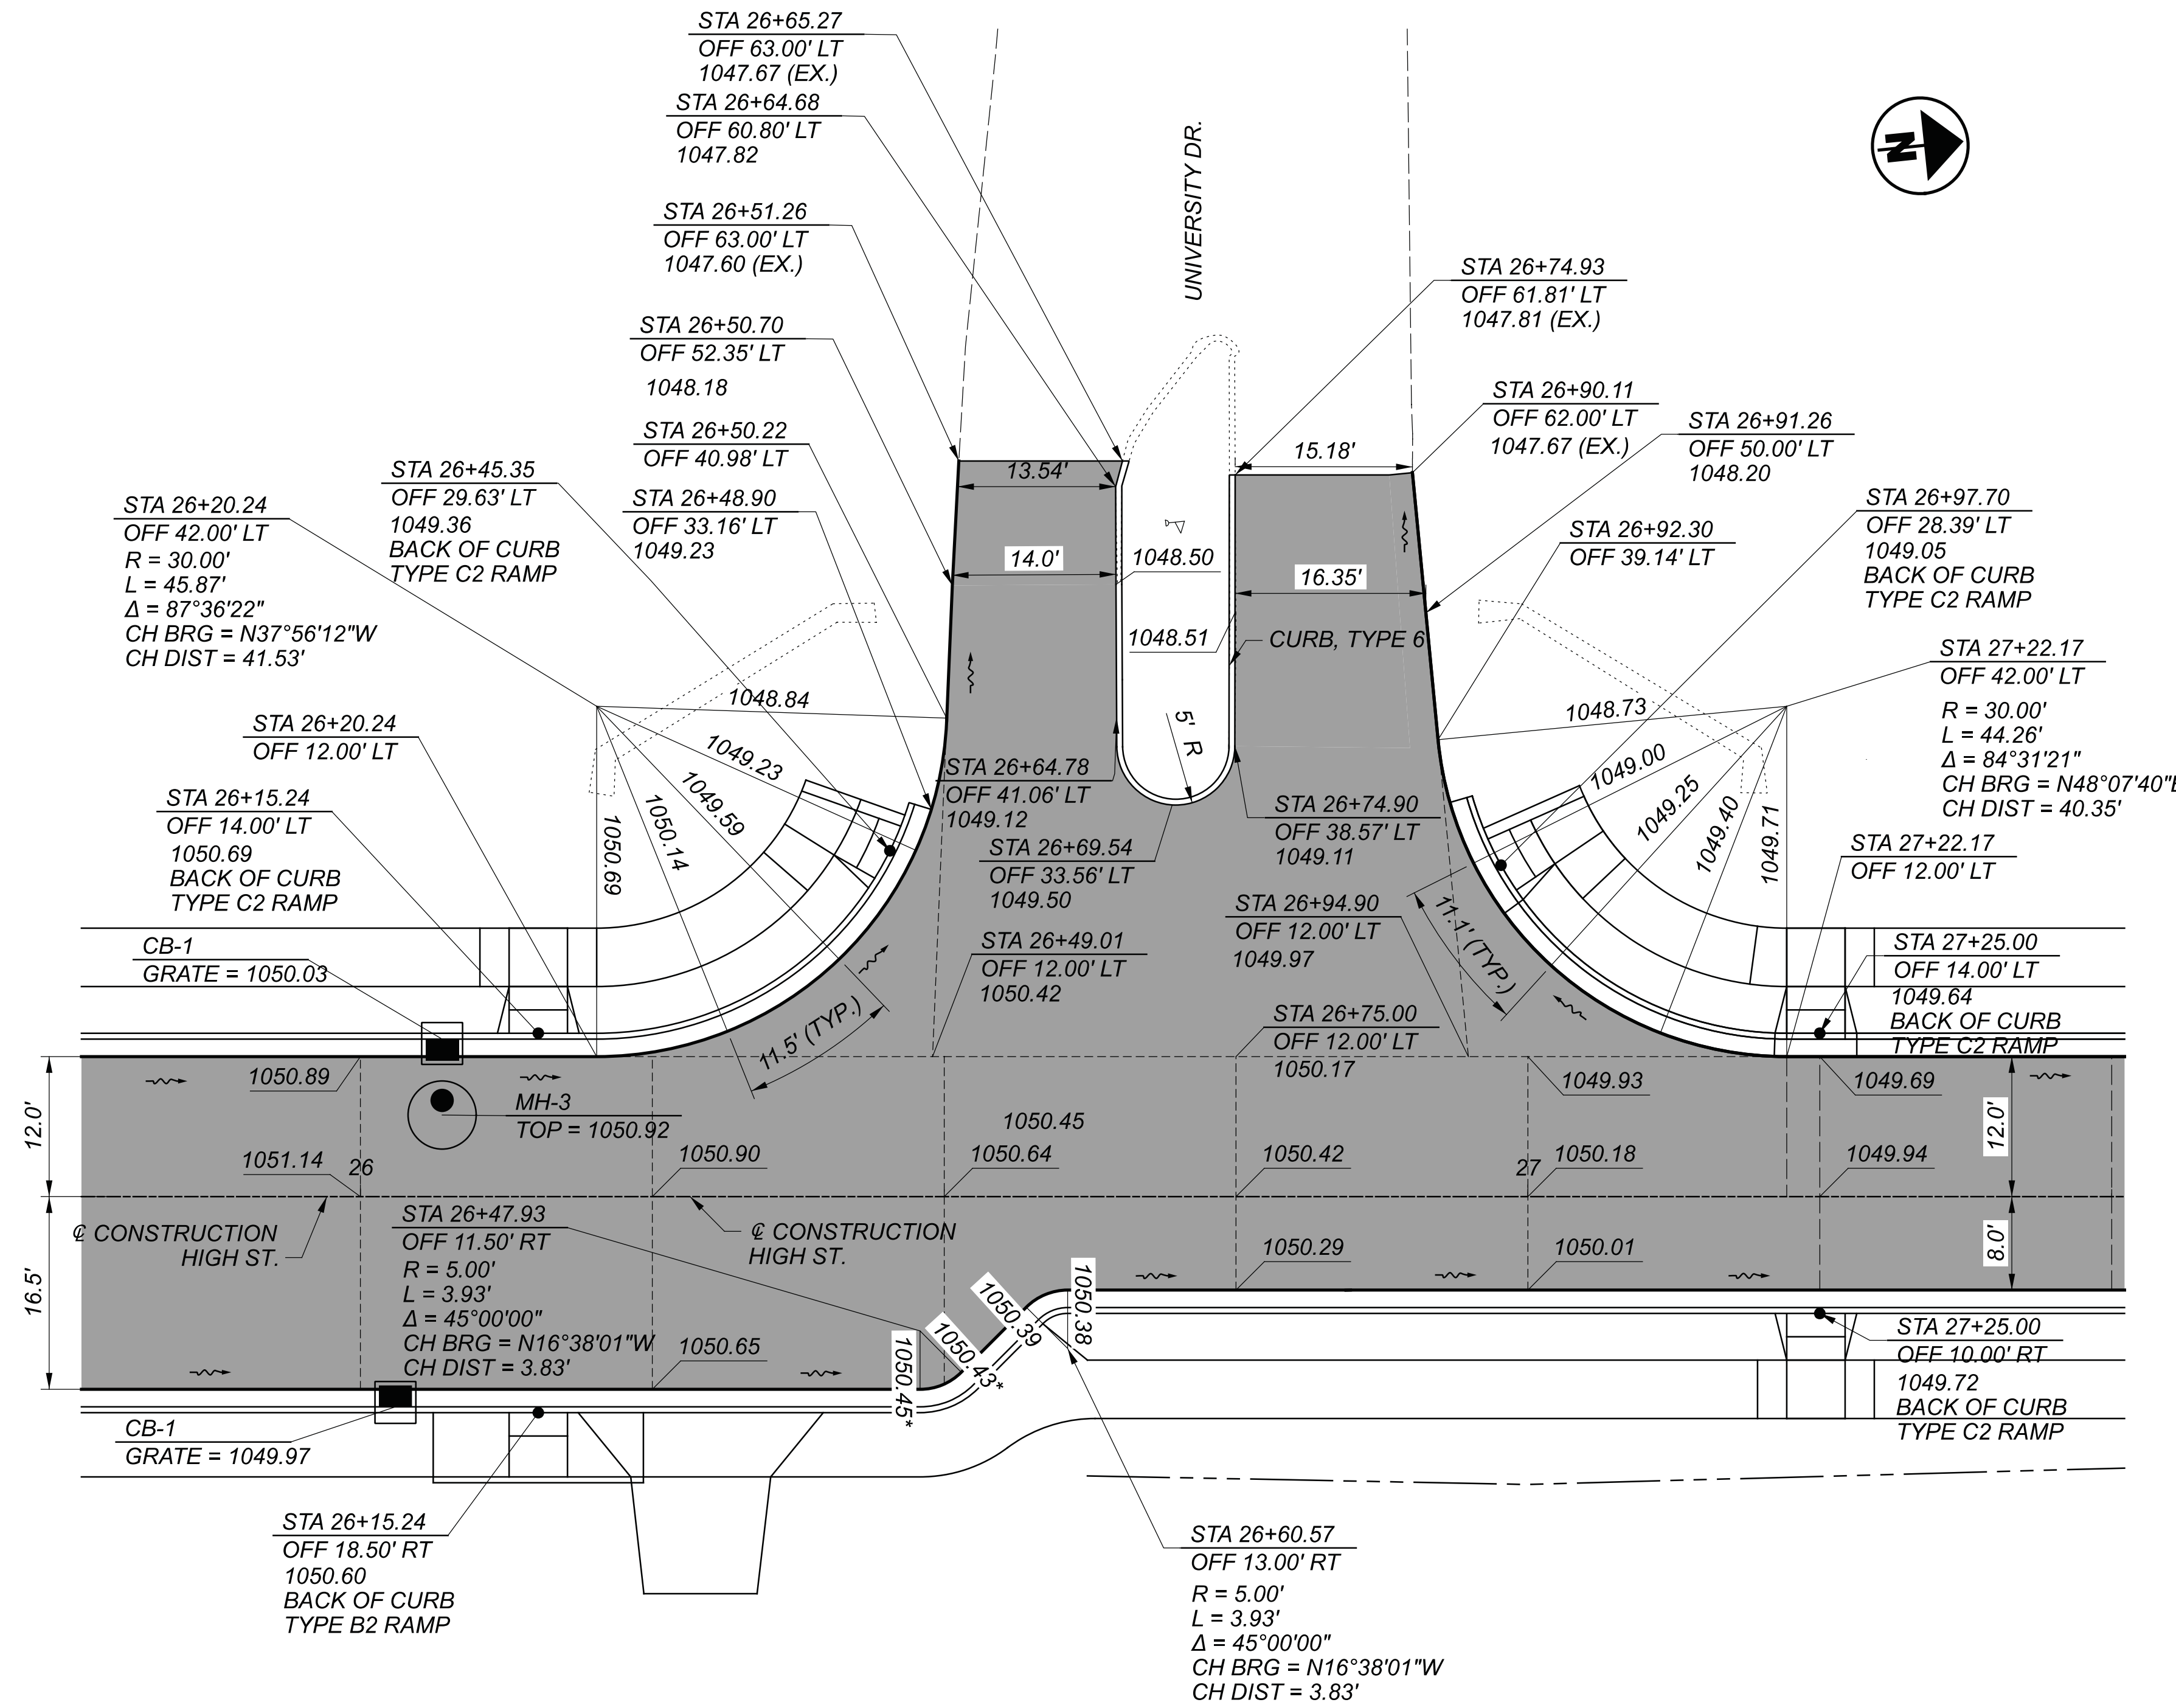 STA 26+65.27
OFF 63.00' LT
1047.67 (EX.)
STA 26+64.68
OFF 60.80' LT
1047.82
STA 26+51.26
OFF 63.00' LT
1047.60 (EX.)
STA 26+50.70
OFF 52.35' LT
1048.18
STA 26+50.22
OFF 40.98' LT
STA 26+48.90
OFF 33.16' LT
1049.23
STA 26+45.35
OFF 29.63' LT
1049.36
BACK OF CURB
TYPE C2 RAMP
STA 26+20.24
OFF 42.00' LT
R = 30.00'
L = 45.87'
Δ = 87°36'22"
CH BRG = N37°56'12"W
CH DIST = 41.53'
STA 26+20.24
OFF 12.00' LT
STA 26+15.24
OFF 14.00' LT
1050.69
BACK OF CURB
TYPE C2 RAMP
CB-1
GRATE = 1050.03
UNIVERSITY DR.
N
STA 26+74.93
OFF 61.81' LT
1047.81 (EX.)
STA 26+90.11
OFF 62.00' LT
1047.67 (EX.)
STA 26+91.26
OFF 50.00' LT
1048.20
STA 26+92.30
OFF 39.14' LT
STA 26+97.70
OFF 28.39' LT
1049.05
BACK OF CURB
TYPE C2 RAMP
STA 27+22.17
OFF 42.00' LT
R = 30.00'
L = 44.26'
Δ = 84°31'21"
CH BRG = N48°07'40"E
CH DIST = 40.35'
STA 27+22.17
OFF 12.00' LT
STA 27+25.00
OFF 14.00' LT
1049.64
BACK OF CURB
TYPE C2 RAMP
13.54'
15.18'
14.0'
1048.50
16.35'
1048.51
CURB, TYPE 6
5' R
1048.84
1049.23
1049.59
1050.14
1050.69
1048.73
1049.00
1049.25
1049.40
1049.71
STA 26+64.78
OFF 41.06' LT
1049.12
STA 26+69.54
OFF 33.56' LT
1049.50
STA 26+74.90
OFF 38.57' LT
1049.11
STA 26+49.01
OFF 12.00' LT
1050.42
STA 26+94.90
OFF 12.00' LT
1049.97
STA 26+75.00
OFF 12.00' LT
1050.17
11.5' (TYP.)
11.1' (TYP.)
1050.89
MH-3
TOP = 1050.92
1050.45
1049.93
1049.69
12.0'
12.0'
1051.14
26
1050.90
1050.64
1050.42
27
1050.18
1049.94
℄ CONSTRUCTION
HIGH ST.
℄ CONSTRUCTION
HIGH ST.
16.5'
8.0'
STA 26+47.93
OFF 11.50' RT
R = 5.00'
L = 3.93'
Δ = 45°00'00"
CH BRG = N16°38'01"W
CH DIST = 3.83'
1050.65
1050.29
1050.01
1050.45*
1050.43*
1050.39
1050.38
CB-1
GRATE = 1049.97
STA 27+25.00
OFF 10.00' RT
1049.72
BACK OF CURB
TYPE C2 RAMP
STA 26+15.24
OFF 18.50' RT
1050.60
BACK OF CURB
TYPE B2 RAMP
STA 26+60.57
OFF 13.00' RT
R = 5.00'
L = 3.93'
Δ = 45°00'00"
CH BRG = N16°38'01"W
CH DIST = 3.83'